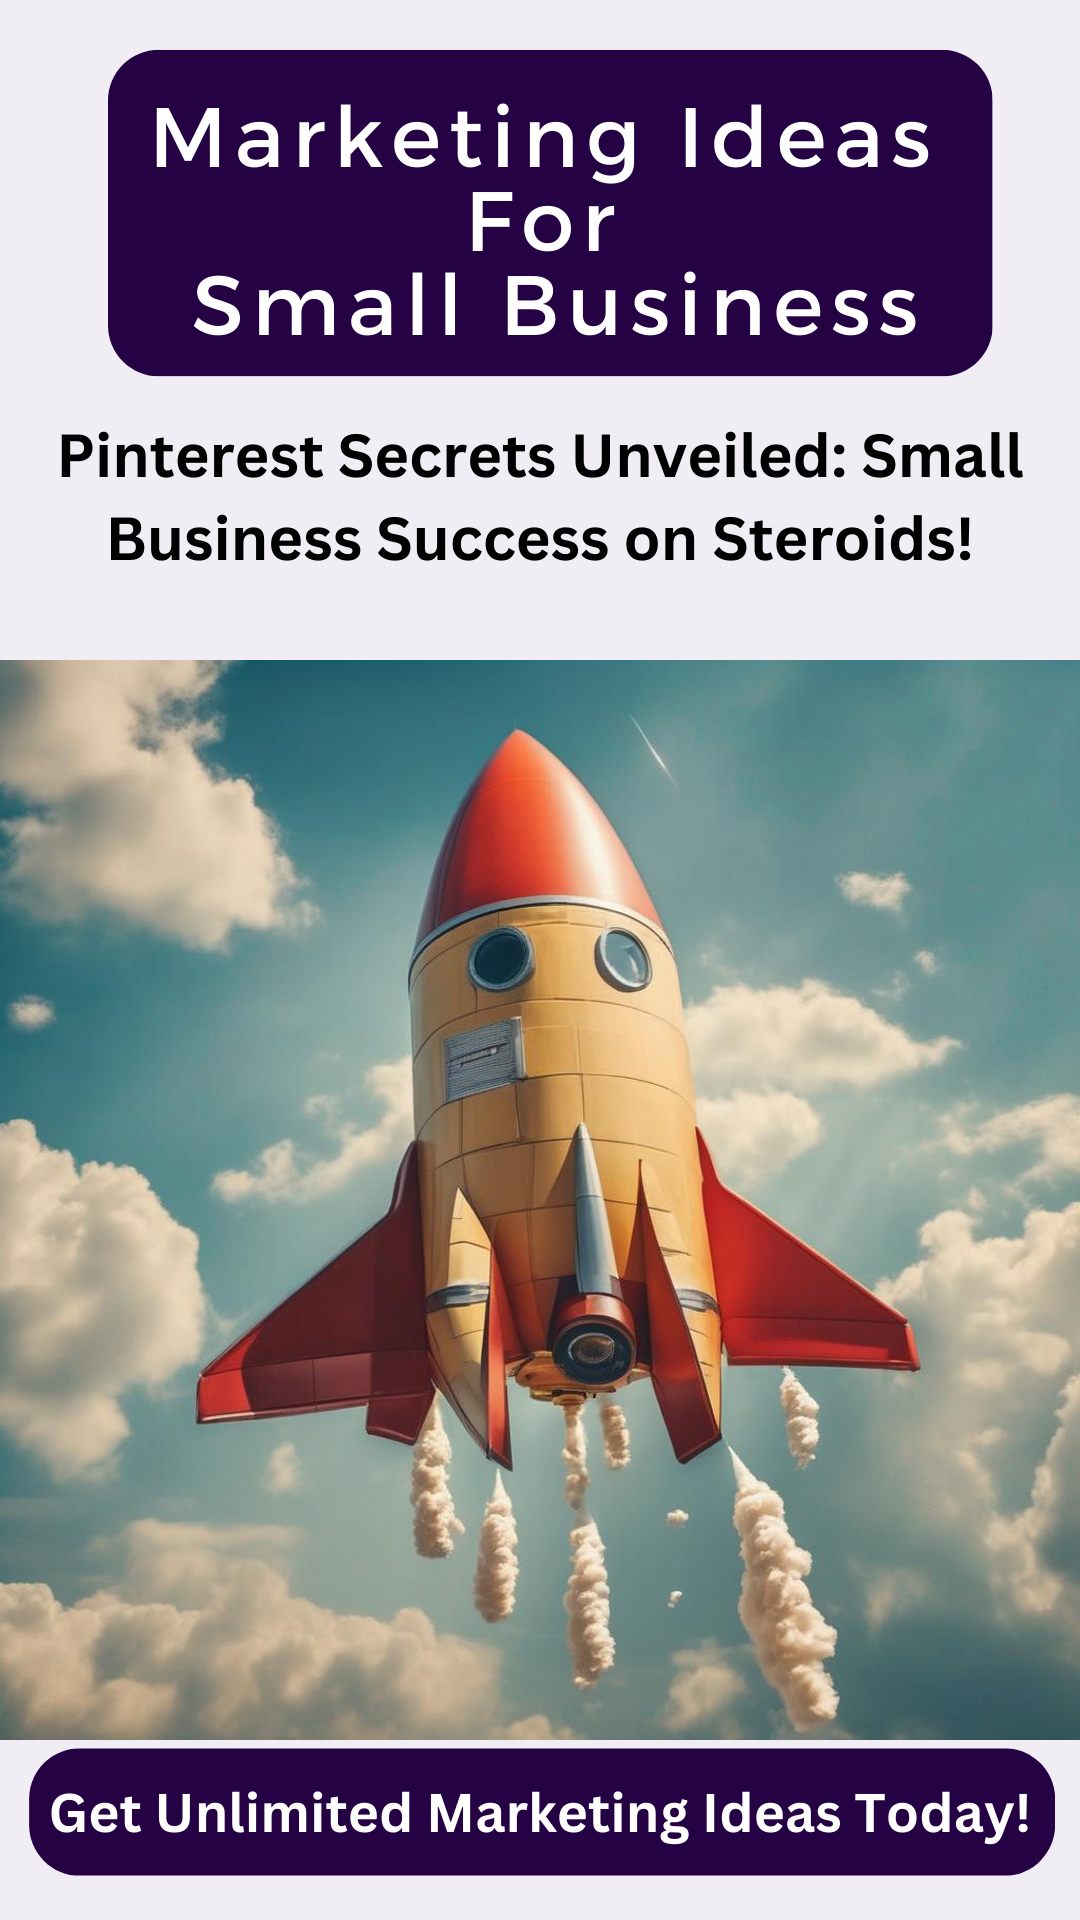 Marketing Ideas
For
Small Business
Pinterest Secrets Unveiled: Small
Business Success on Steroids!
Get Unlimited Marketing Ideas Today!